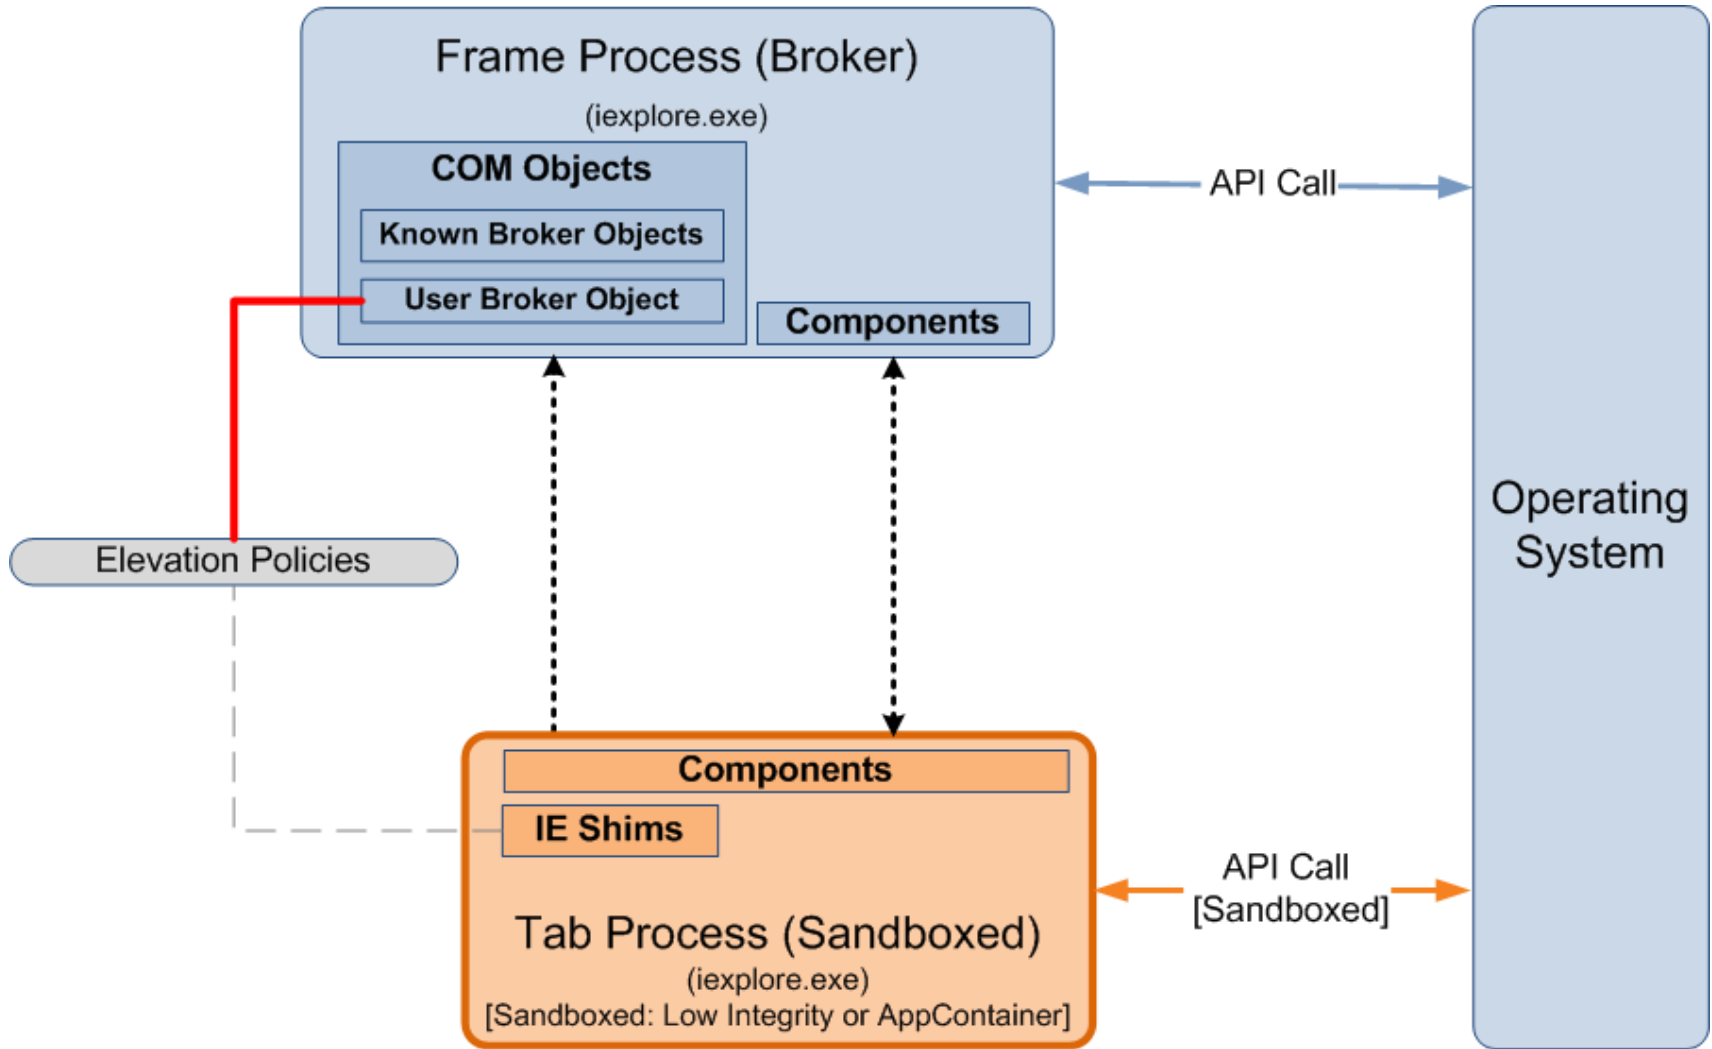 Frame Process (Broker)
(iexplore.exe)
COM Objects
Known Broker Objects
User Broker Object
Components
API Call
Operating
System
Elevation Policies
Components
IE Shims
Tab Process (Sandboxed)
(iexplore.exe)
[Sandboxed: Low Integrity or AppContainer]
API Call
[Sandboxed]